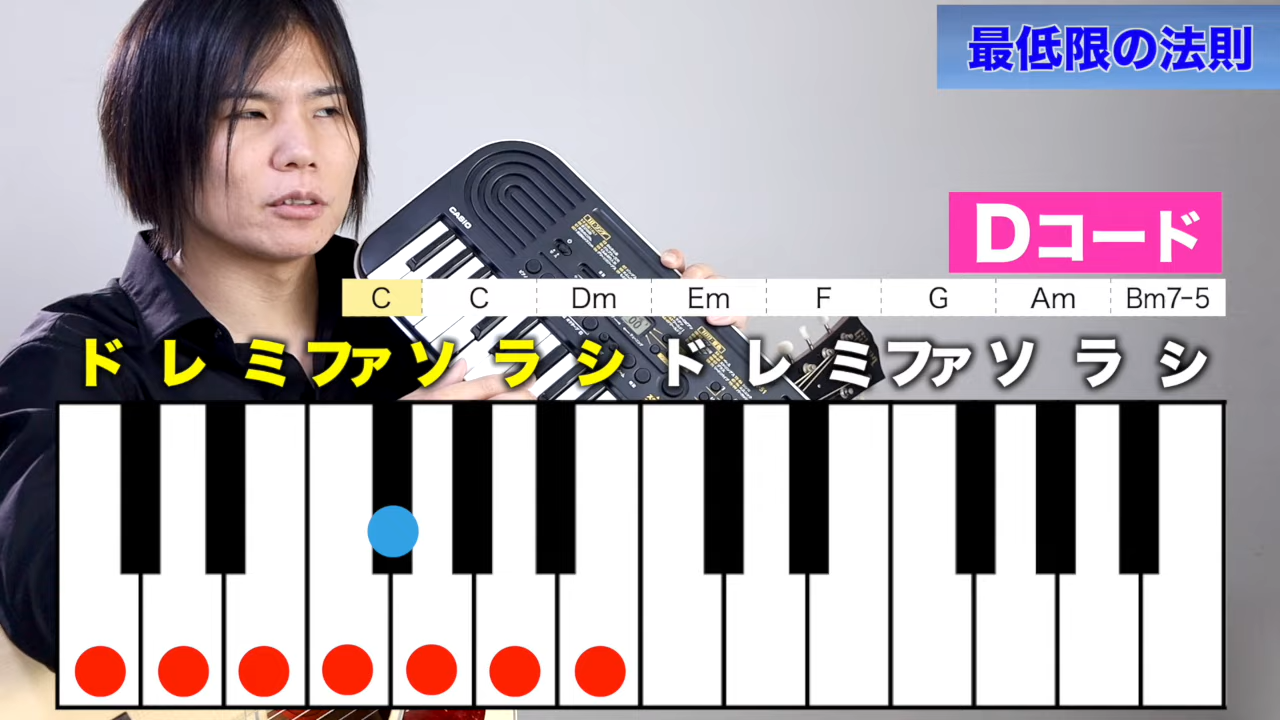 最低限の法則
CASIO
Dコード
C C Dm Em F G Am Bm7-5
ド レ ミ ファ ソ ラ シ ド レ ミ ファ ソ ラ シ